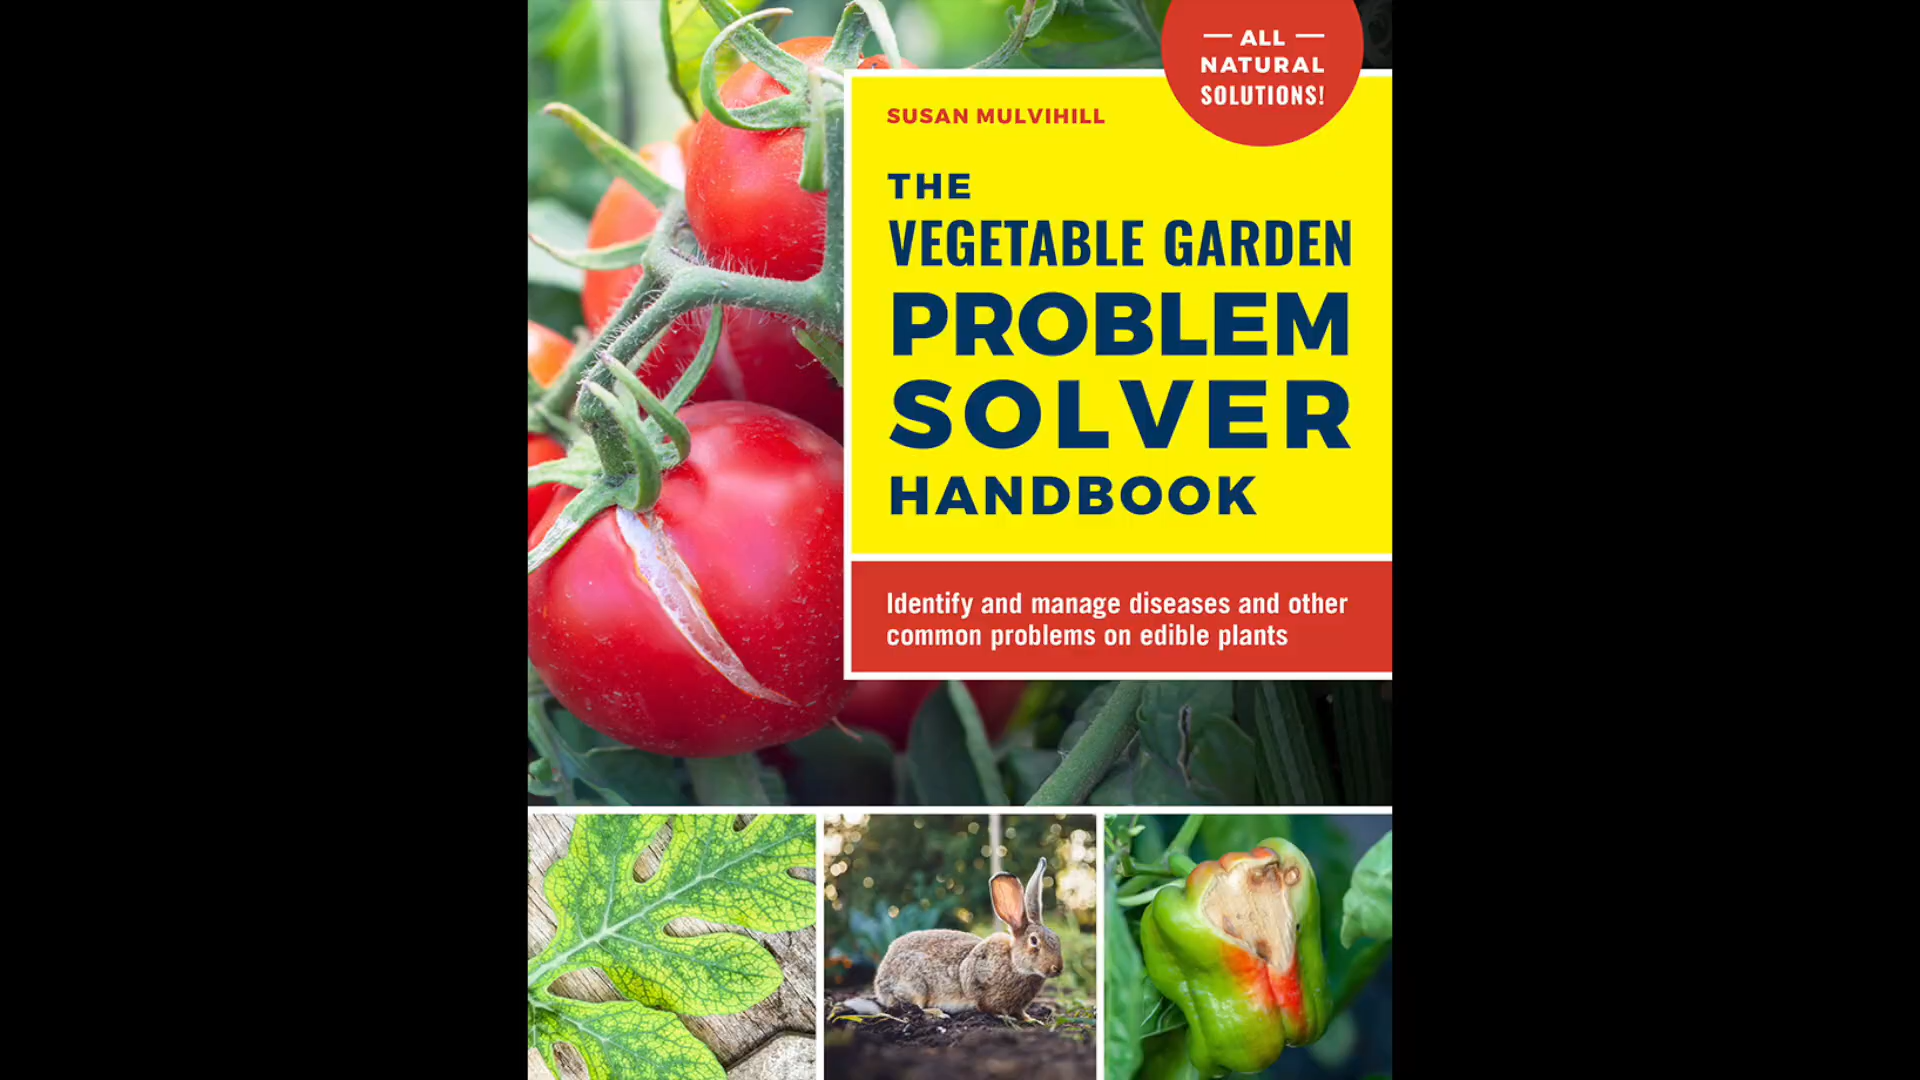 — ALL —
NATURAL
SOLUTIONS!
SUSAN MULVIHILL
THE
VEGETABLE GARDEN
PROBLEM
SOLVER
HANDBOOK
Identify and manage diseases and other
common problems on edible plants